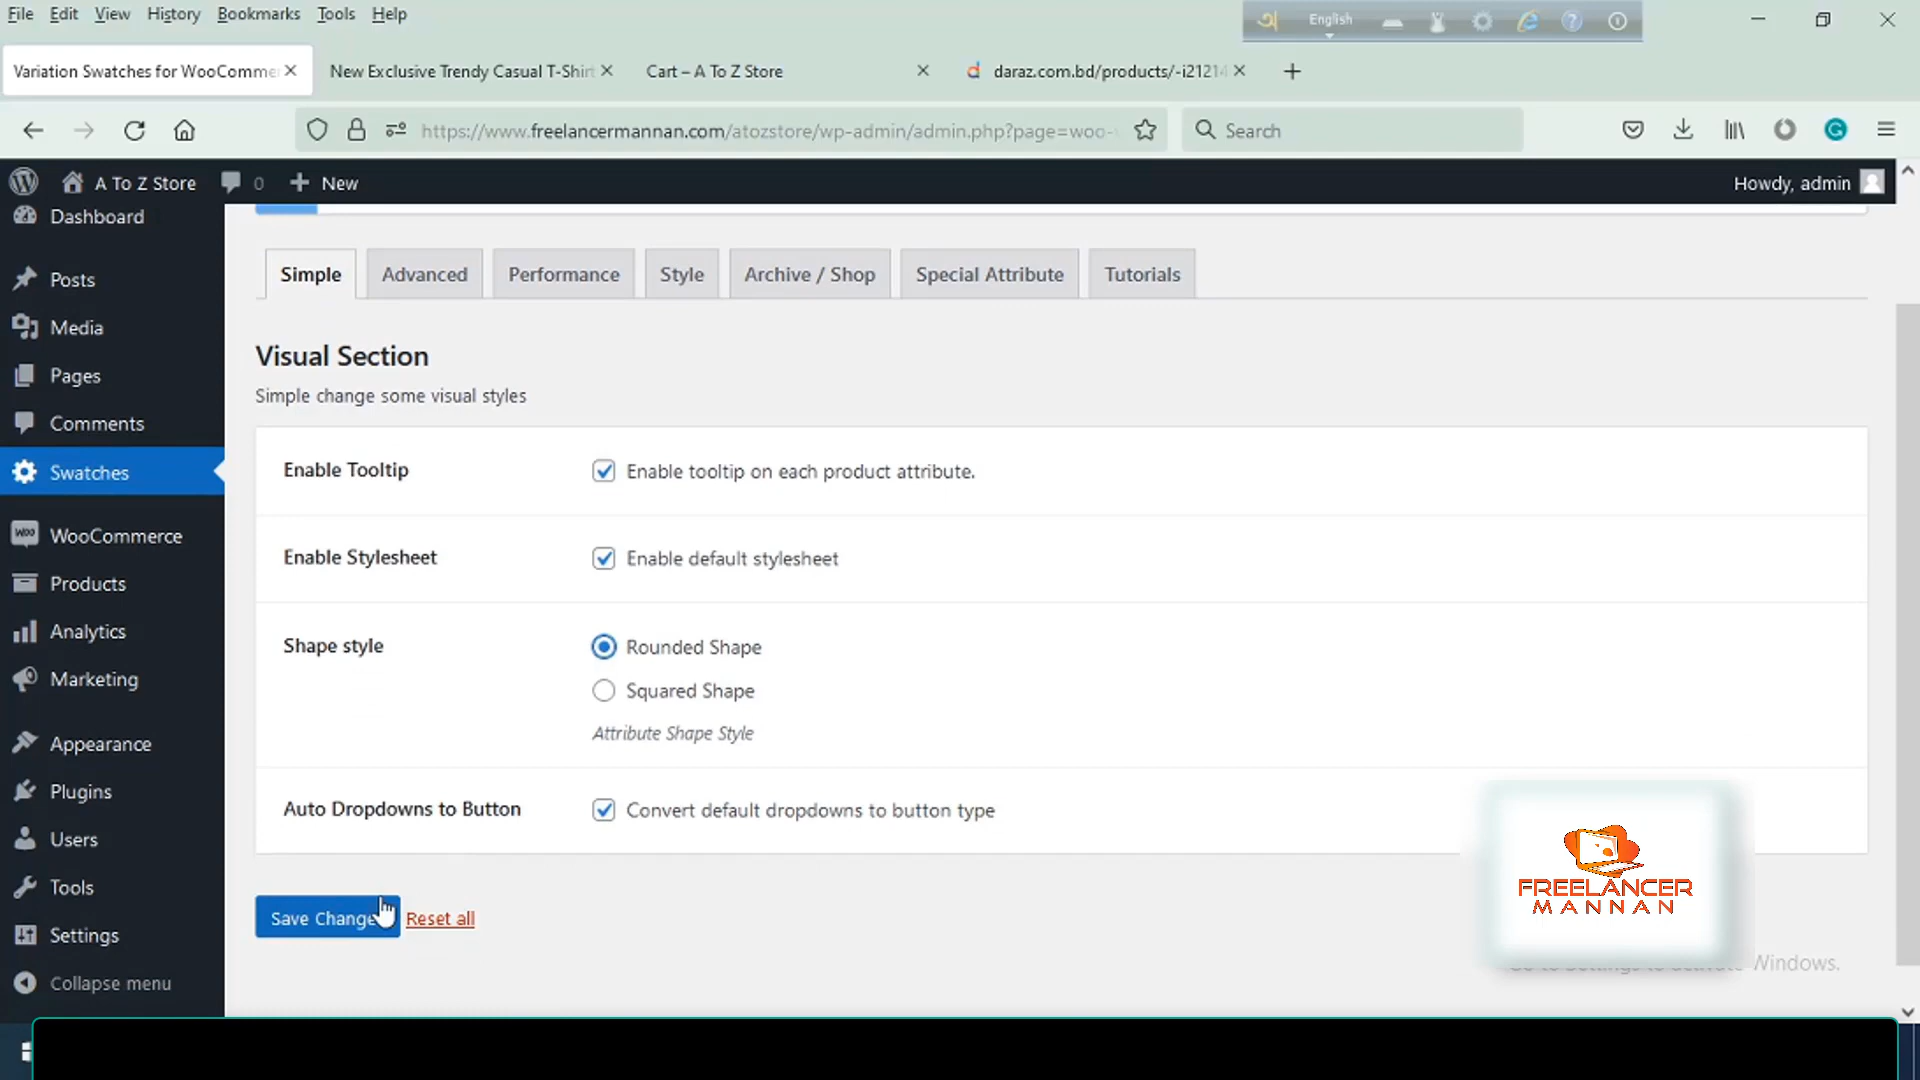 File Edit View History Bookmarks Tools Help
English
Variation Swatches for WooComme
New Exclusive Trendy Casual T-Shirt
Cart – A To Z Store
daraz.com.bd/products/-i21214
https://www.freelancermannan.com/atozstore/wp-admin/admin.php?page=woo-
Search
A To Z Store 0 New Howdy, admin
Dashboard
Posts
Media
Pages
Comments
Swatches
WooCommerce
Products
Analytics
Marketing
Appearance
Plugins
Users
Tools
Settings
Collapse menu
Simple Advanced Performance Style Archive / Shop Special Attribute Tutorials
Visual Section
Simple change some visual styles
Enable Tooltip Enable tooltip on each product attribute.
Enable Stylesheet Enable default stylesheet
Shape style Rounded Shape
Squared Shape
Attribute Shape Style
Auto Dropdowns to Button Convert default dropdowns to button type
Save Change Reset all
FREELANCER
MANNAN
Windows.